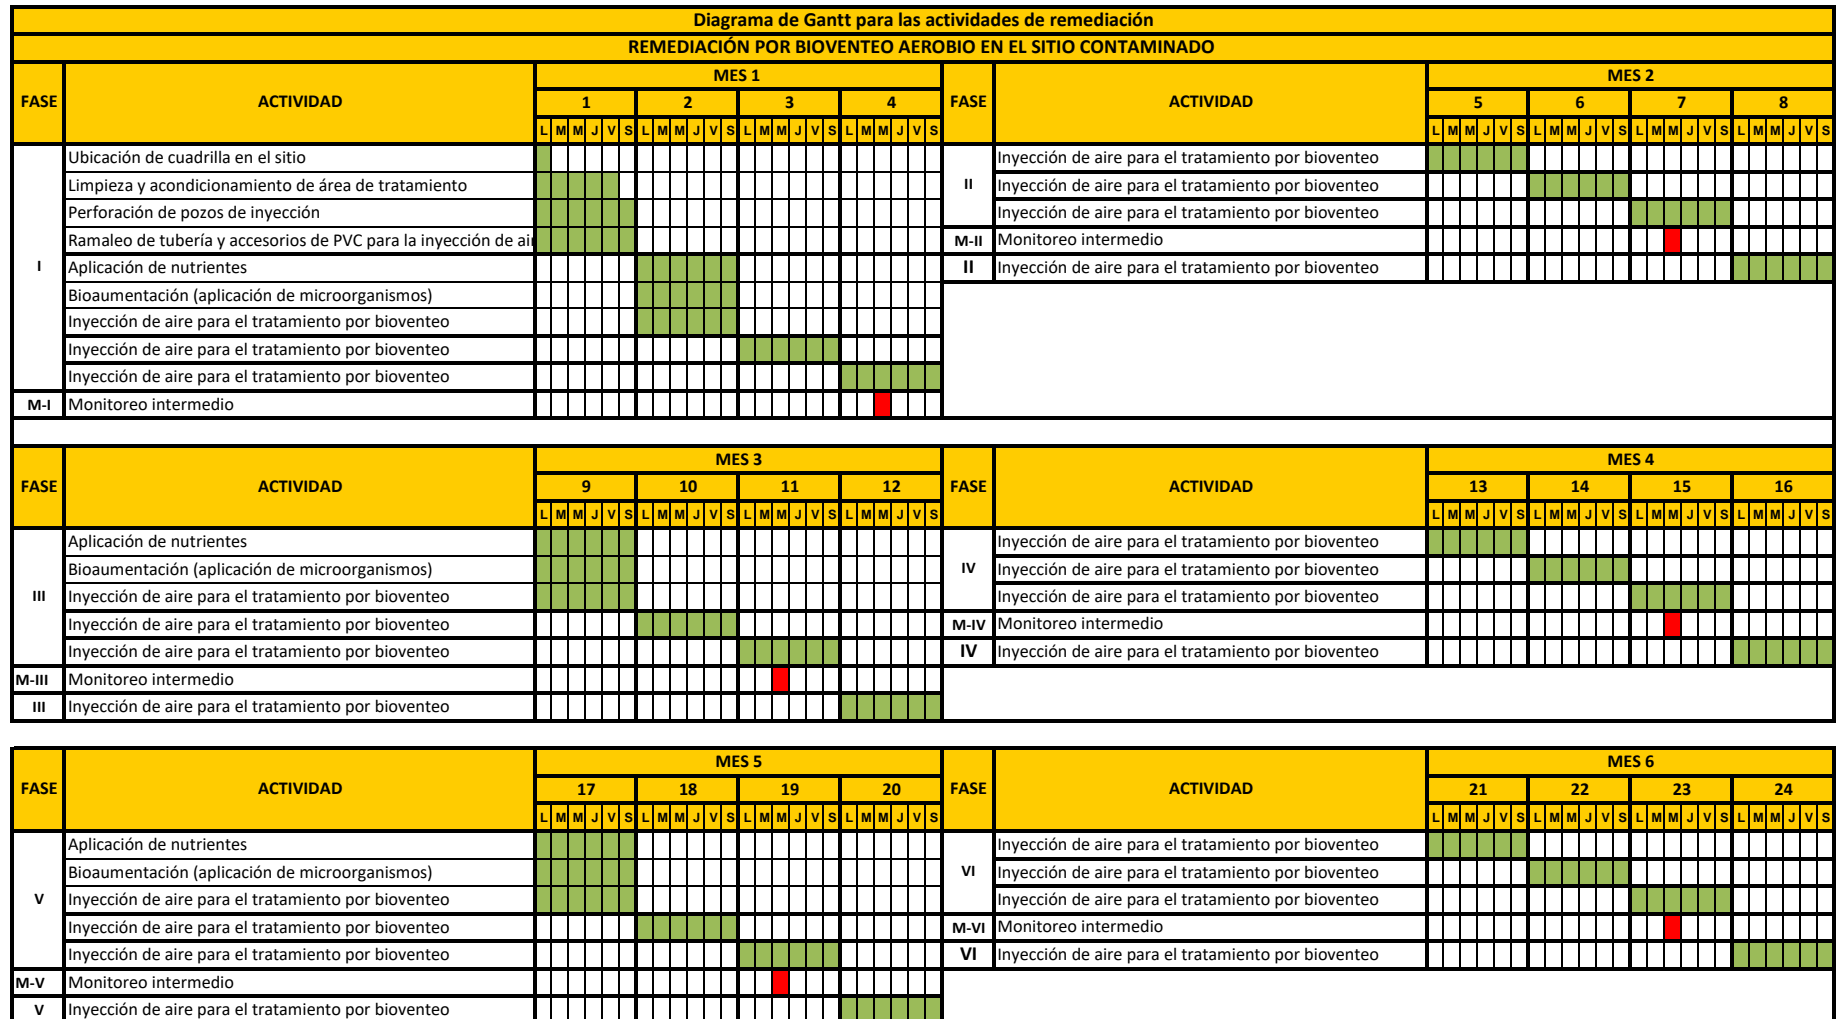 Diagrama de Gantt para las actividades de remediación
REMEDIACIÓN POR BIOVENTEO AEROBIO EN EL SITIO CONTAMINADO
FASE ACTIVIDAD MES 1 FASE ACTIVIDAD MES 2
1 2 3 4 5 6 7 8
L M M J V S L M M J V S L M M J V S L M M J V S L M M J V S L M M J V S L M M J V S L M M J V S
I
Ubicación de cuadrilla en el sitio
Limpieza y acondicionamiento de área de tratamiento
Perforación de pozos de inyección
Ramaleo de tubería y accesorios de PVC para la inyección de ai
Aplicación de nutrientes
Bioaumentación (aplicación de microorganismos)
Inyección de aire para el tratamiento por bioventeo
Inyección de aire para el tratamiento por bioventeo
Inyección de aire para el tratamiento por bioventeo
M-I Monitoreo intermedio
II
Inyección de aire para el tratamiento por bioventeo
Inyección de aire para el tratamiento por bioventeo
Inyección de aire para el tratamiento por bioventeo
M-II Monitoreo intermedio
II Inyección de aire para el tratamiento por bioventeo
FASE ACTIVIDAD MES 3 FASE ACTIVIDAD MES 4
9 10 11 12 13 14 15 16
L M M J V S L M M J V S L M M J V S L M M J V S L M M J V S L M M J V S L M M J V S L M M J V S
III
Aplicación de nutrientes
Bioaumentación (aplicación de microorganismos)
Inyección de aire para el tratamiento por bioventeo
Inyección de aire para el tratamiento por bioventeo
Inyección de aire para el tratamiento por bioventeo
M-III Monitoreo intermedio
III Inyección de aire para el tratamiento por bioventeo
IV
Inyección de aire para el tratamiento por bioventeo
Inyección de aire para el tratamiento por bioventeo
Inyección de aire para el tratamiento por bioventeo
M-IV Monitoreo intermedio
IV Inyección de aire para el tratamiento por bioventeo
FASE ACTIVIDAD MES 5 FASE ACTIVIDAD MES 6
17 18 19 20 21 22 23 24
L M M J V S L M M J V S L M M J V S L M M J V S L M M J V S L M M J V S L M M J V S L M M J V S
V
Aplicación de nutrientes
Bioaumentación (aplicación de microorganismos)
Inyección de aire para el tratamiento por bioventeo
Inyección de aire para el tratamiento por bioventeo
Inyección de aire para el tratamiento por bioventeo
M-V Monitoreo intermedio
V Inyección de aire para el tratamiento por bioventeo
VI
Inyección de aire para el tratamiento por bioventeo
Inyección de aire para el tratamiento por bioventeo
Inyección de aire para el tratamiento por bioventeo
M-VI Monitoreo intermedio
VI Inyección de aire para el tratamiento por bioventeo